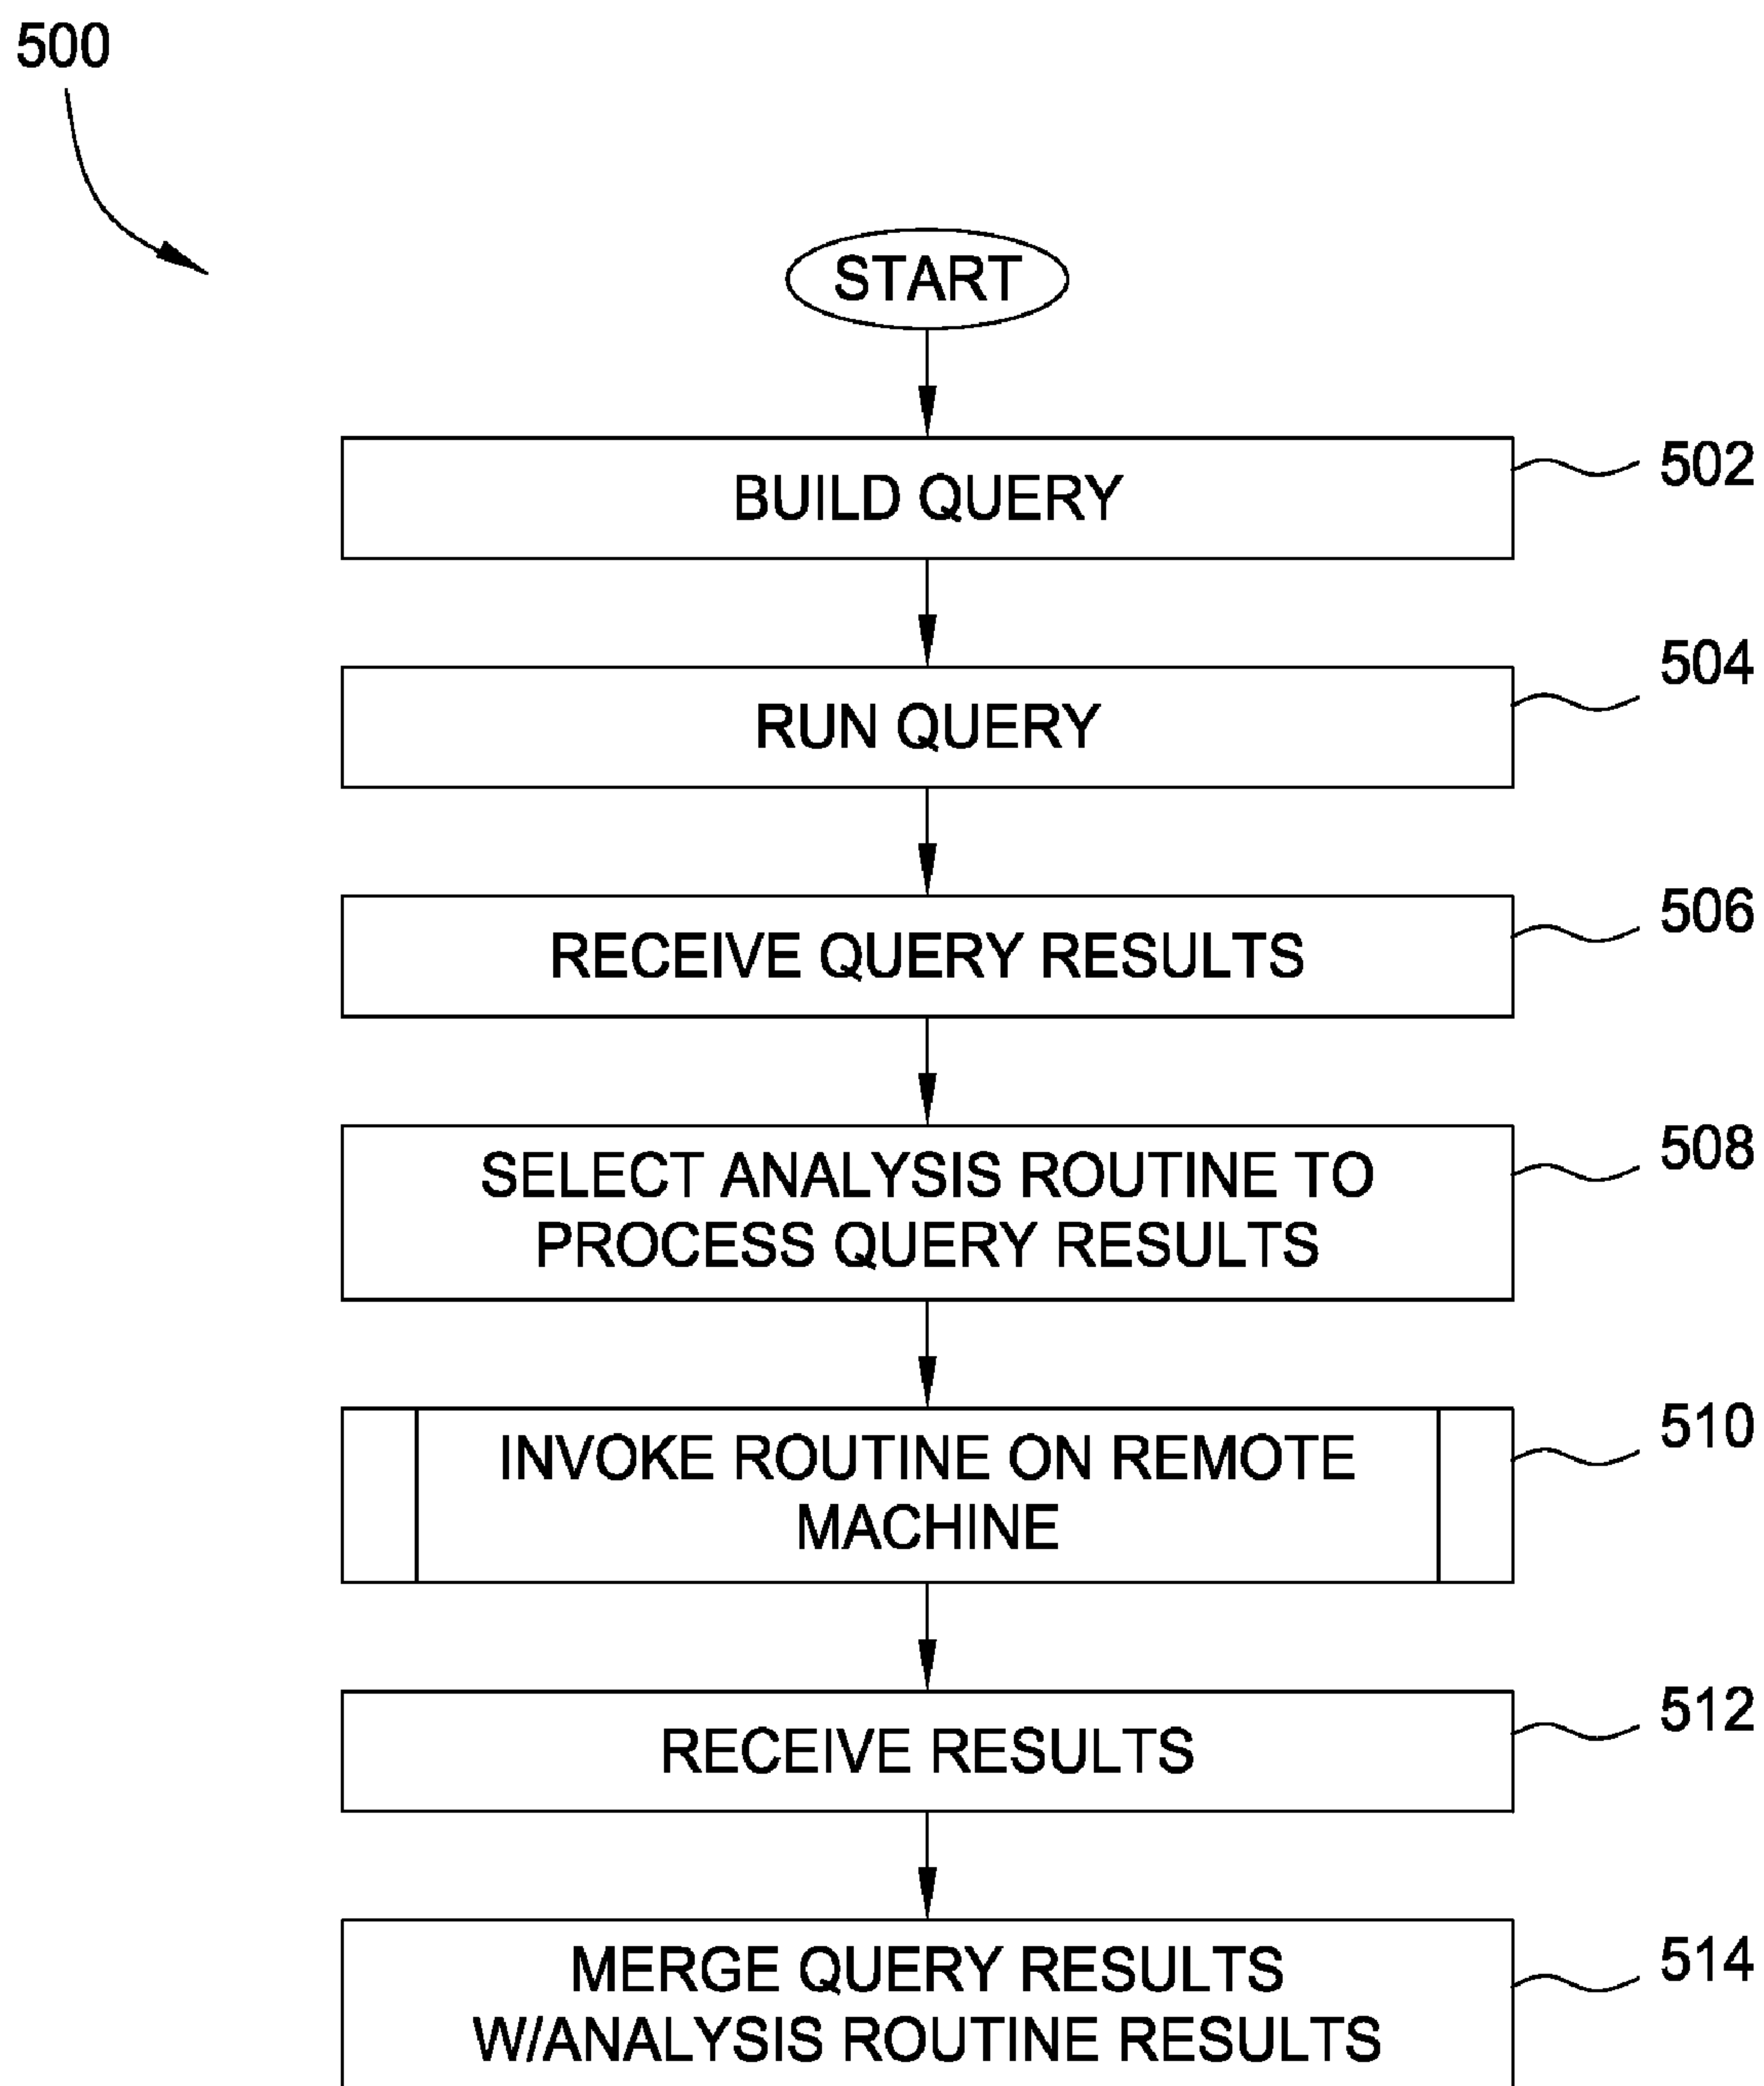 500
START
BUILD QUERY
502
RUN QUERY
504
RECEIVE QUERY RESULTS
506
SELECT ANALYSIS ROUTINE TO
PROCESS QUERY RESULTS
508
INVOKE ROUTINE ON REMOTE
MACHINE
510
RECEIVE RESULTS
512
MERGE QUERY RESULTS
W/ANALYSIS ROUTINE RESULTS
514